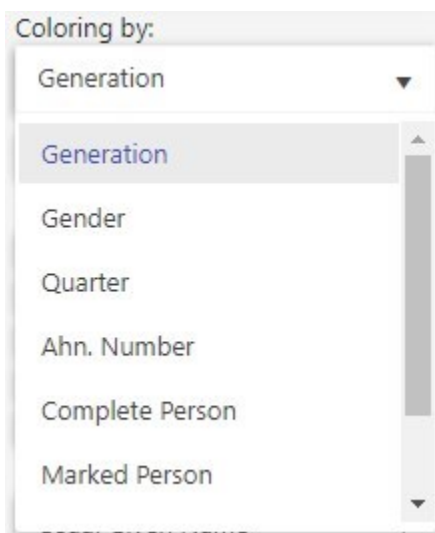 Coloring by:
Generation
Generation
Gender
Quarter
Ahn. Number
Complete Person
Marked Person